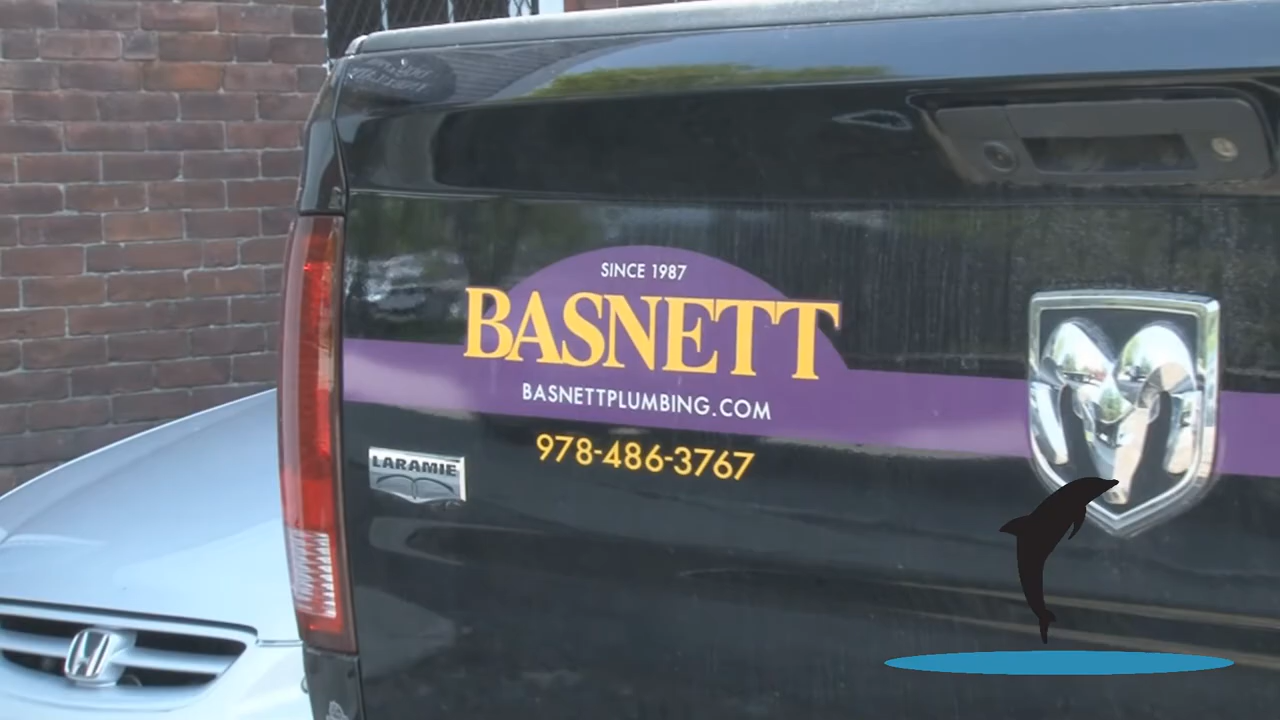 SINCE 1987
BASNETT
BASNETTPLUMBING.COM
978-486-3767
LARAMIE